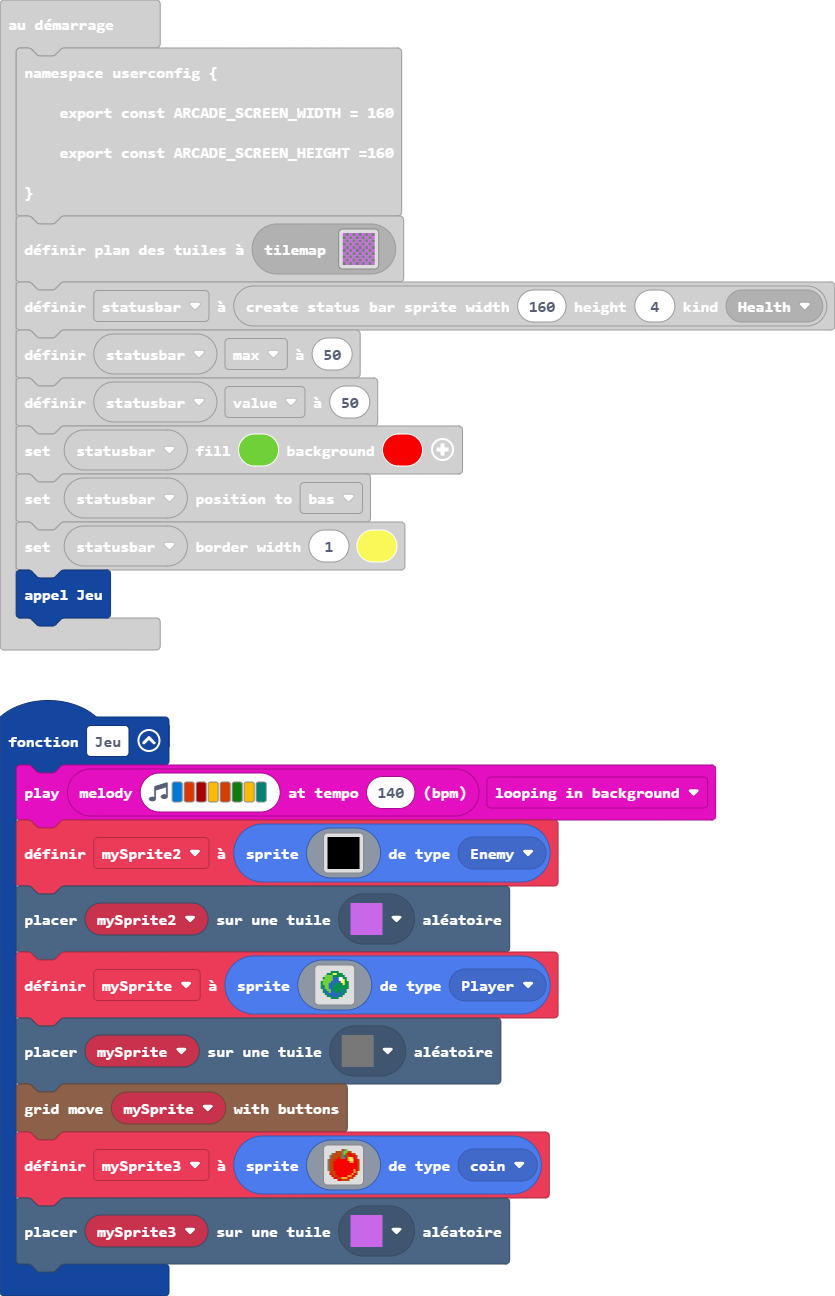 au démarrage
namespace userconfig {
export const ARCADE_SCREEN_WIDTH = 160
export const ARCADE_SCREEN_HEIGHT =160
}
définir plan des tuiles à tilemap
définir statusbar à create status bar sprite width 160 height 4 kind Health
définir statusbar max à 50
définir statusbar value à 50
set statusbar fill background
set statusbar position to bas
set statusbar border width 1
appel Jeu
fonction Jeu
play melody at tempo 140 (bpm) looping in background
définir mySprite2 à sprite de type Enemy
placer mySprite2 sur une tuile aléatoire
définir mySprite à sprite de type Player
placer mySprite sur une tuile aléatoire
grid move mySprite with buttons
définir mySprite3 à sprite de type coin
placer mySprite3 sur une tuile aléatoire